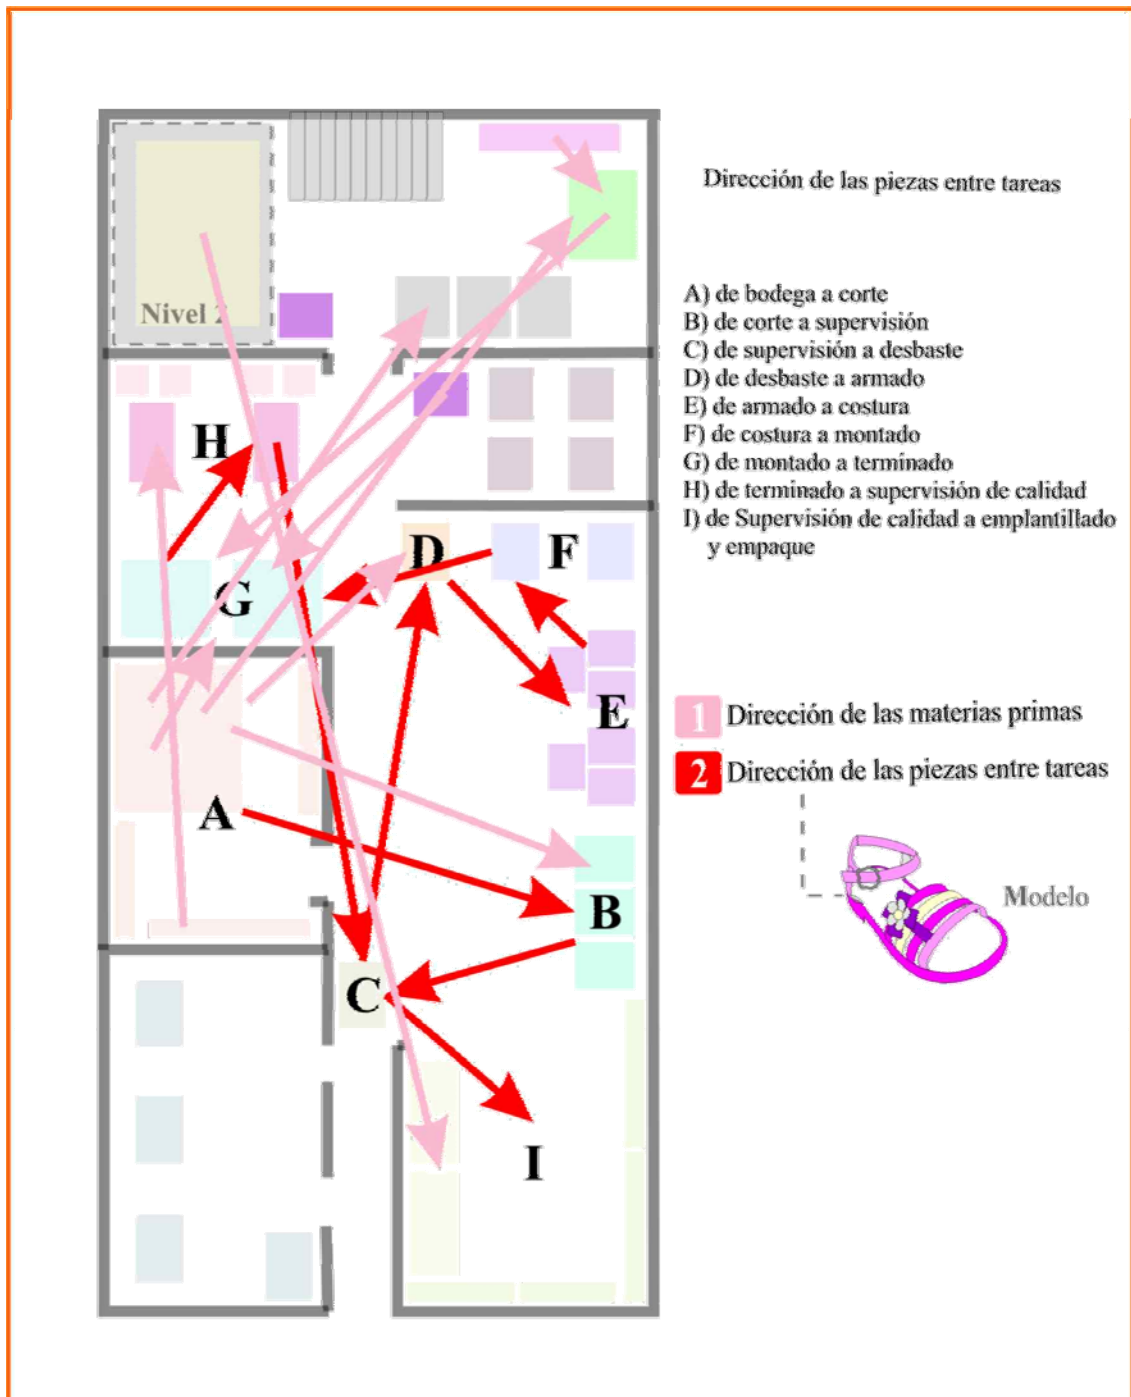 Dirección de las piezas entre tareas
Nivel 2
A) de bodega a corte
B) de corte a supervisión
C) de supervisión a desbaste
D) de desbaste a armado
E) de armado a costura
F) de costura a montado
G) de montado a terminado
H) de terminado a supervisión de calidad
I) de Supervisión de calidad a emplantillado
y empaque
H
D
F
G
E
1 Dirección de las materias primas
2 Dirección de las piezas entre tareas
A
B
Modelo
C
I